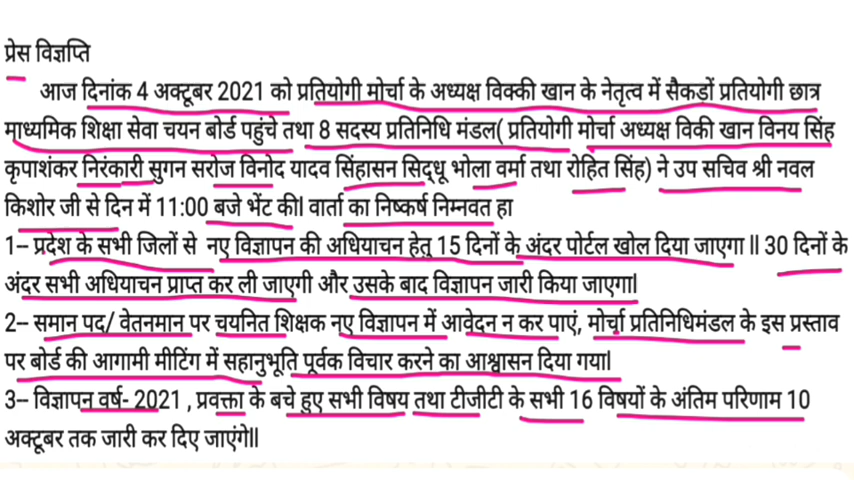 प्रेस विज्ञप्ति
आज दिनांक 4 अक्टूबर 2021 को प्रतियोगी मोर्चा के अध्यक्ष विक्की खान के नेतृत्व में सैकडों प्रतियोगी छात्र
माध्यमिक शिक्षा सेवा चयन बोर्ड पहुंचे तथा 8 सदस्य प्रतिनिधि मंडल( प्रतियोगी मोर्चा अध्यक्ष विकी खान विनय सिंह
कृपाशंकर निरंकारी सुगन सरोज विनोद यादव सिंहासन सिद्धू भोला वर्मा तथा रोहित सिंह) ने उप सचिव श्री नवल
किशोर जी से दिन में 11:00 बजे भेंट की। वार्ता का निष्कर्ष निम्नवत हा
1– प्रदेश के सभी जिलों से नए विज्ञापन की अधियाचन हेतु 15 दिनों के अंदर पोर्टल खोल दिया जाएगा ॥ 30 दिनों के
अंदर सभी अधियाचन प्राप्त कर ली जाएगी और उसके बाद विज्ञापन जारी किया जाएगा।
2– समान पद/ वेतनमान पर चयनित शिक्षक नए विज्ञापन में आवेदन न कर पाएं, मोर्चा प्रतिनिधिमंडल के इस प्रस्ताव
पर बोर्ड की आगामी मीटिंग में सहानुभूति पूर्वक विचार करने का आश्वासन दिया गया।
3– विज्ञापन वर्ष- 2021 , प्रवक्ता के बचे हुए सभी विषय तथा टीजीटी के सभी 16 विषयों के अंतिम परिणाम 10
अक्टूबर तक जारी कर दिए जाएंगे॥